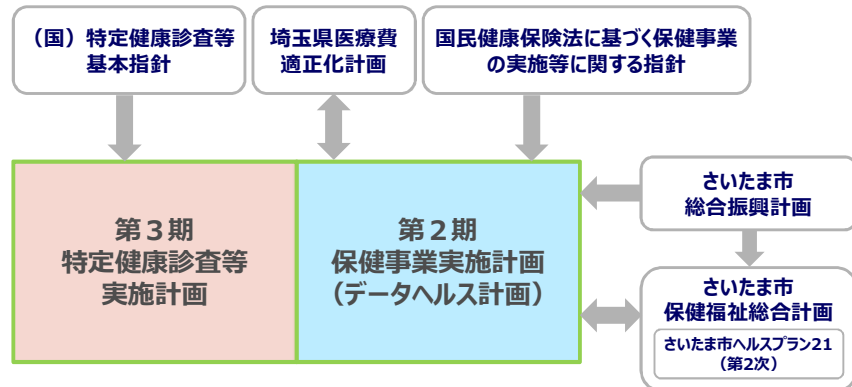 （国）特定健康診査等
基本指針
埼玉県医療費
適正化計画
国民健康保険法に基づく保健事業
の実施等に関する指針
第３期
特定健康診査等
実施計画
第２期
保健事業実施計画
（データヘルス計画）
さいたま市
総合振興計画
さいたま市
保健福祉総合計画
さいたま市ヘルスプラン21
（第2次）